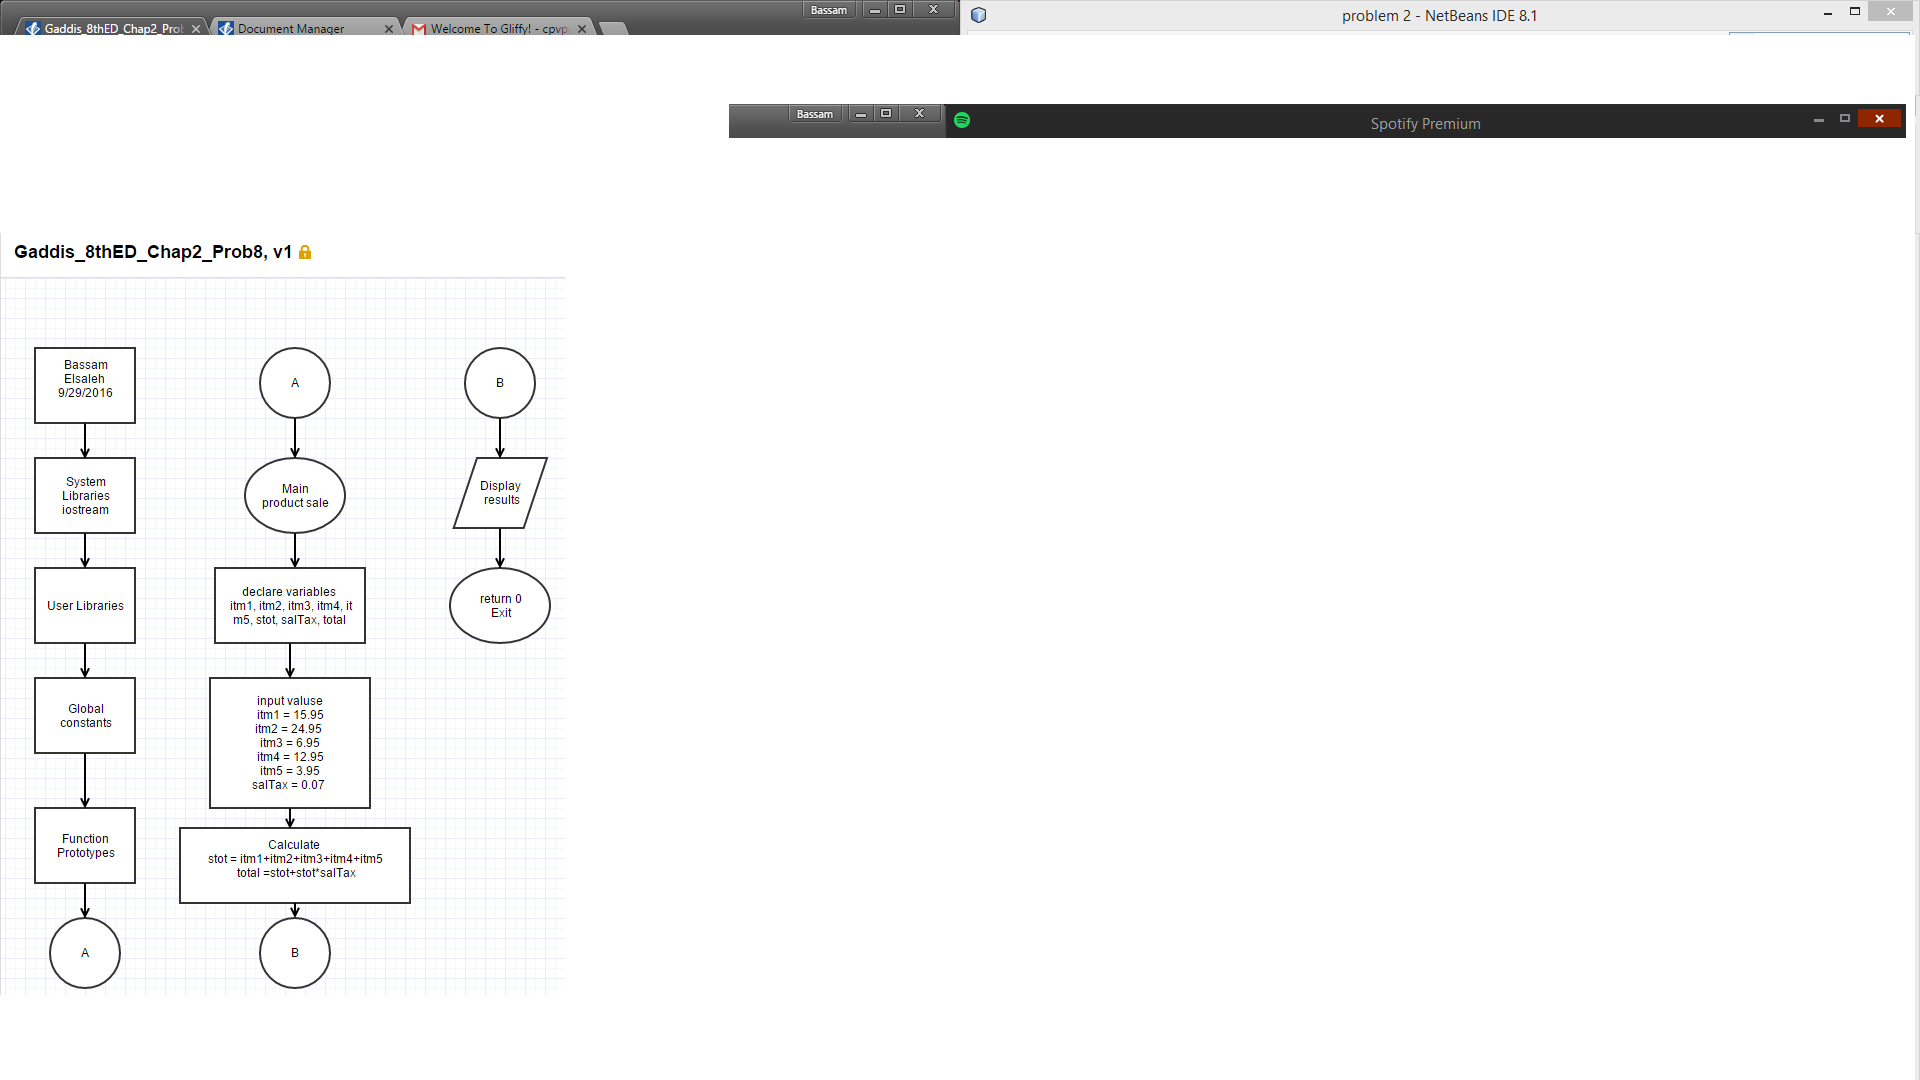 Bassam
Gaddis_8thED_Chap2_Prob
Document Manager
Welcome To Gliffy! - cpvp
problem 2 - NetBeans IDE 8.1
Bassam
Spotify Premium
Gaddis_8thED_Chap2_Prob8, v1
Bassam
Elsaleh
9/29/2016
System
Libraries
iostream
User Libraries
Global
constants
Function
Prototypes
A
A
Main
product sale
declare variables
itm1, itm2, itm3, itm4, it
m5, stot, salTax, total
input valuse
itm1 = 15.95
itm2 = 24.95
itm3 = 6.95
itm4 = 12.95
itm5 = 3.95
salTax = 0.07
Calculate
stot = itm1+itm2+itm3+itm4+itm5
total =stot+stot*salTax
B
B
Display
results
return 0
Exit